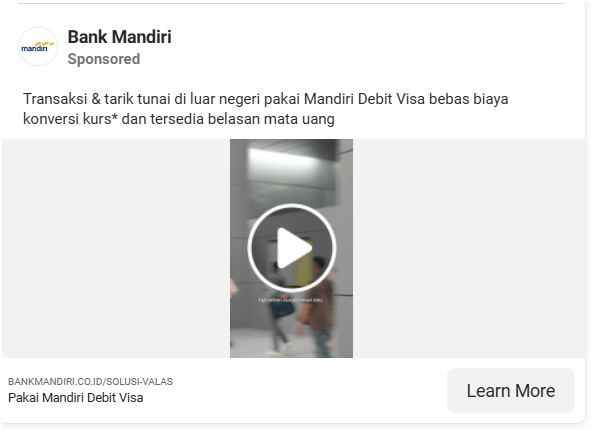 mandiri
Bank Mandiri
Sponsored
Transaksi & tarik tunai di luar negeri pakai Mandiri Debit Visa bebas biaya
konversi kurs* dan tersedia belasan mata uang
BANKMANDIRI.CO.ID/SOLUSI-VALAS
Pakai Mandiri Debit Visa
Learn More